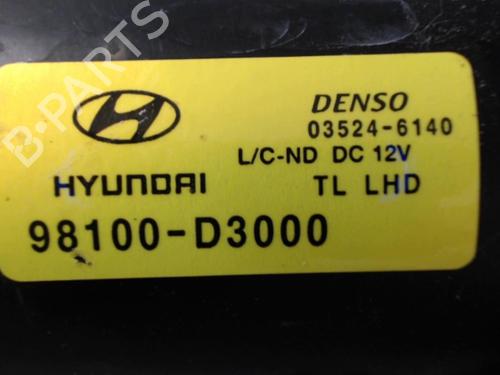 B-PARTS
DENSO
03524-6140
L/C-ND DC 12V
HYUNDAI TL LHD
98100-D3000